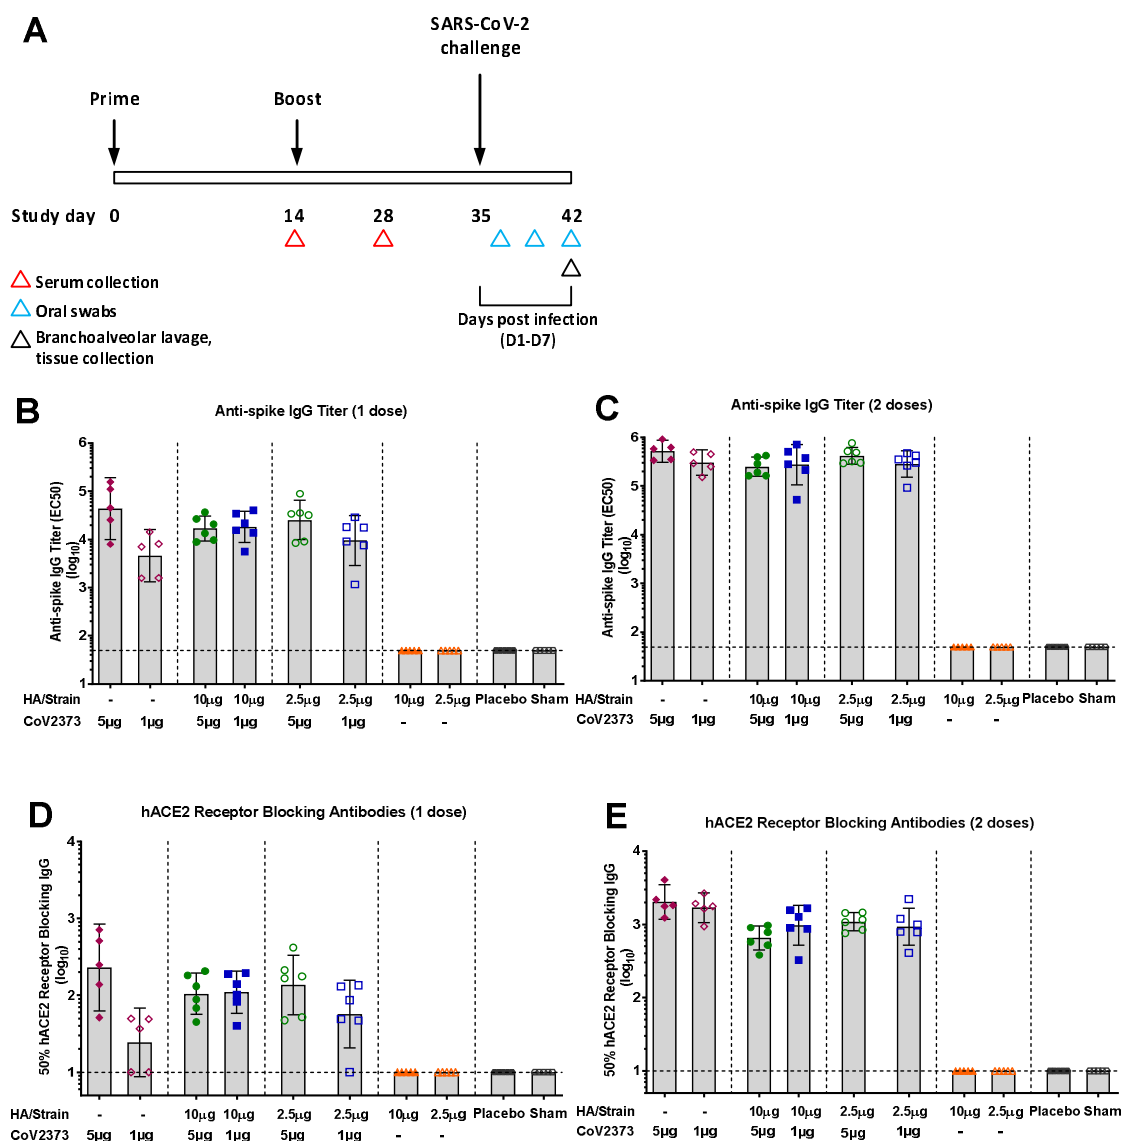 A
SARS-CoV-2
challenge
Prime
Boost
Study day 0 14 28 35 42
Serum collection
Oral swabs
Branchoalveolar lavage,
tissue collection
Days post infection
(D1-D7)
B
Anti-spike IgG Titer (1 dose)
Anti-spike IgG Titer (EC50)
(log10)
6
5
4
3
2
1
HA/Strain - - 10µg 10µg 2.5µg 2.5µg 10µg 2.5µg Placebo Sham
CoV2373 5µg 1µg 5µg 1µg 5µg 1µg - -
C
Anti-spike IgG Titer (2 doses)
Anti-spike IgG Titer (EC50)
(log10)
6
5
4
3
2
1
HA/Strain - - 10µg 10µg 2.5µg 2.5µg 10µg 2.5µg Placebo Sham
CoV2373 5µg 1µg 5µg 1µg 5µg 1µg - -
D
hACE2 Receptor Blocking Antibodies (1 dose)
50% hACE2 Receptor Blocking IgG
(log10)
4
3
2
1
HA/Strain - - 10µg 10µg 2.5µg 2.5µg 10µg 2.5µg Placebo Sham
CoV2373 5µg 1µg 5µg 1µg 5µg 1µg - -
E
hACE2 Receptor Blocking Antibodies (2 doses)
50% hACE2 Receptor Blocking IgG
(log10)
4
3
2
1
HA/Strain - - 10µg 10µg 2.5µg 2.5µg 10µg 2.5µg Placebo Sham
CoV2373 5µg 1µg 5µg 1µg 5µg 1µg - -